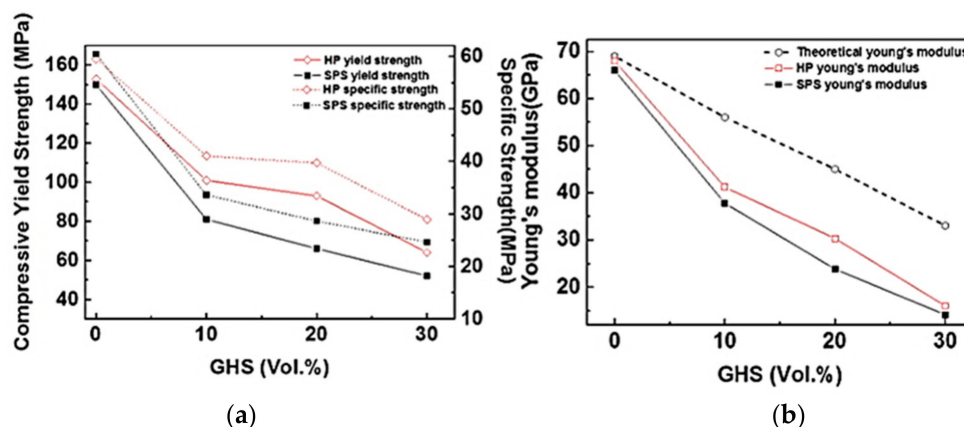 Compressive Yield Strength (MPa)
160
140
120
100
80
60
40
HP yield strength
SPS yield strength
HP specific strength
SPS specific strength
60
50
40
30
20
10
Specific Strength(MPa)
0 10 20 30
GHS (Vol.%)
(a)
Young's modulus(GPa)
70
60
50
40
30
20
Theoretical young's modulus
HP young's modulus
SPS young's modulus
0 10 20 30
GHS (Vol.%)
(b)